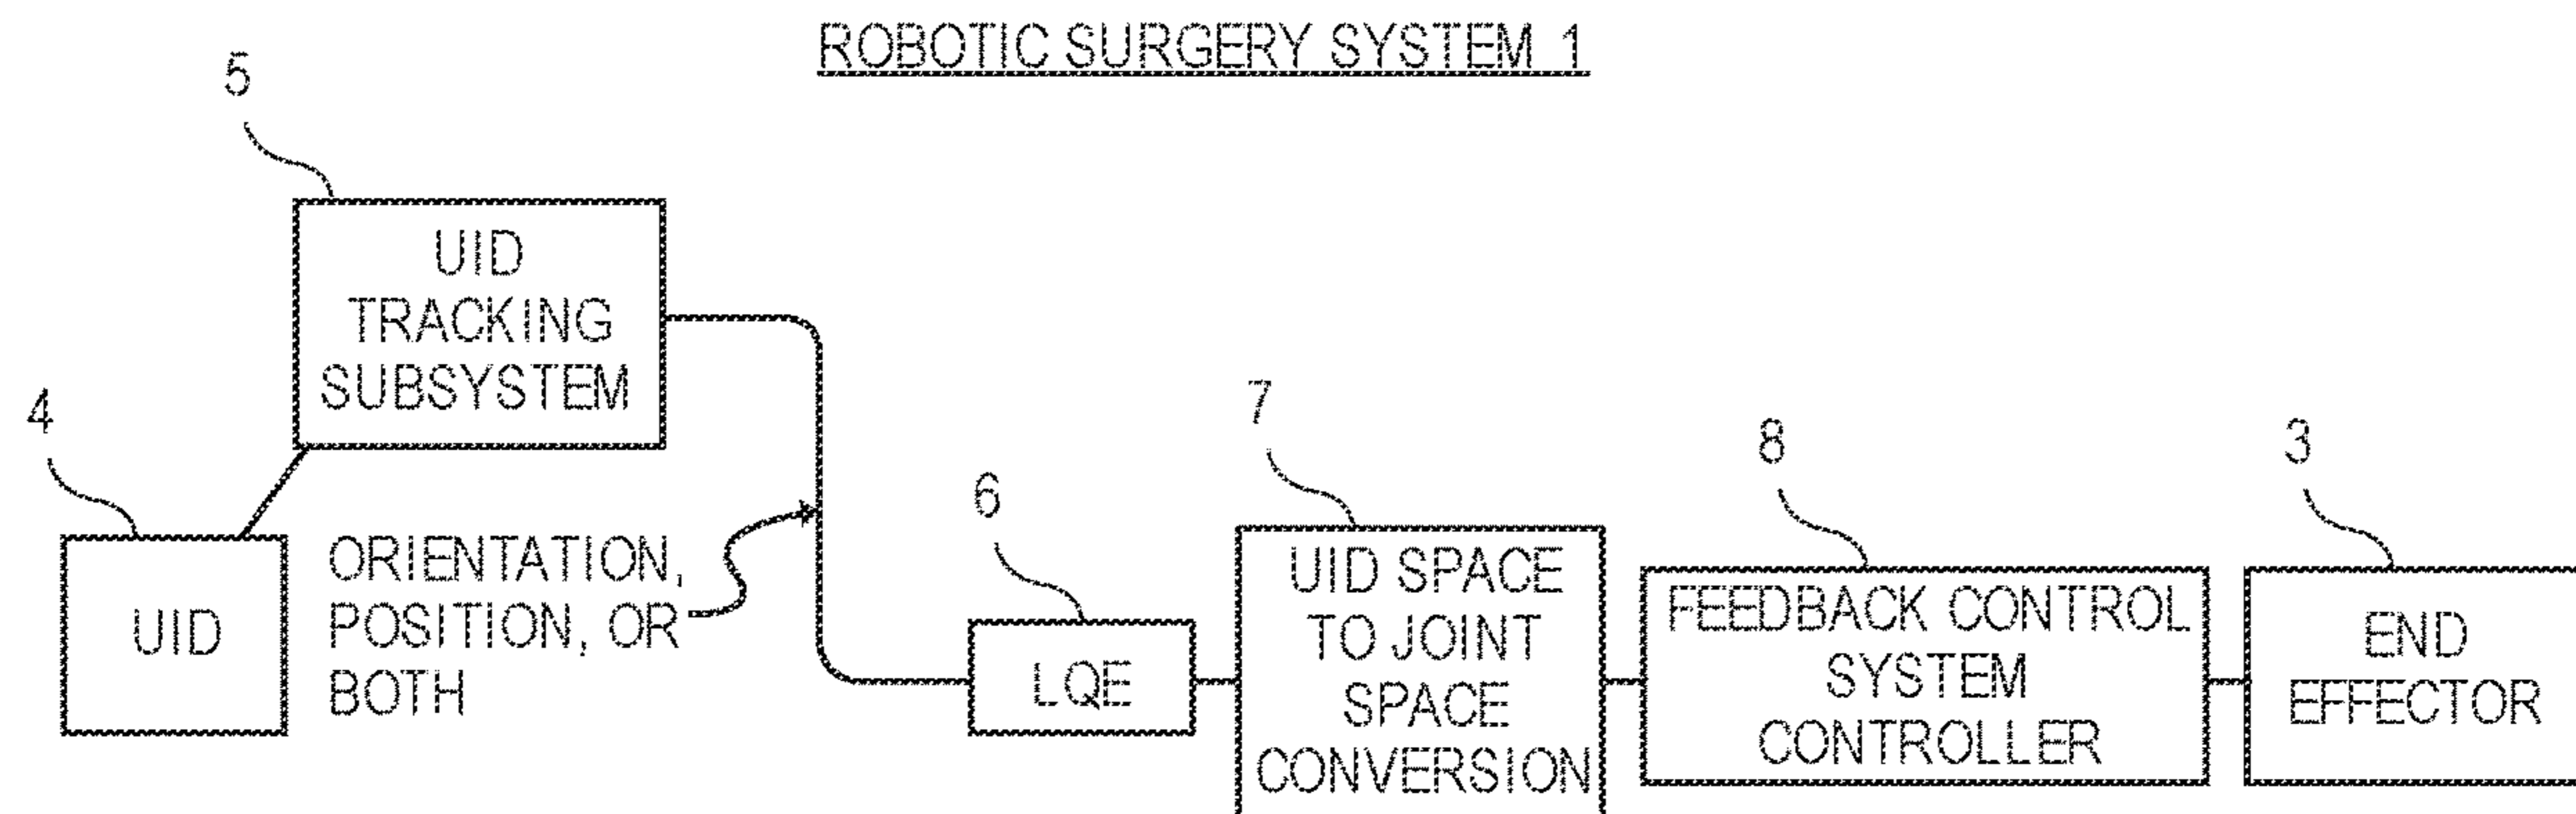 ROBOTIC SURGERY SYSTEM 1
5
UID
TRACKING
SUBSYSTEM
4
UID
ORIENTATION,
POSITION, OR
BOTH
6
LQE
7
UID SPACE
TO JOINT
SPACE
CONVERSION
8
FEEDBACK CONTROL
SYSTEM
CONTROLLER
3
END
EFFECTOR